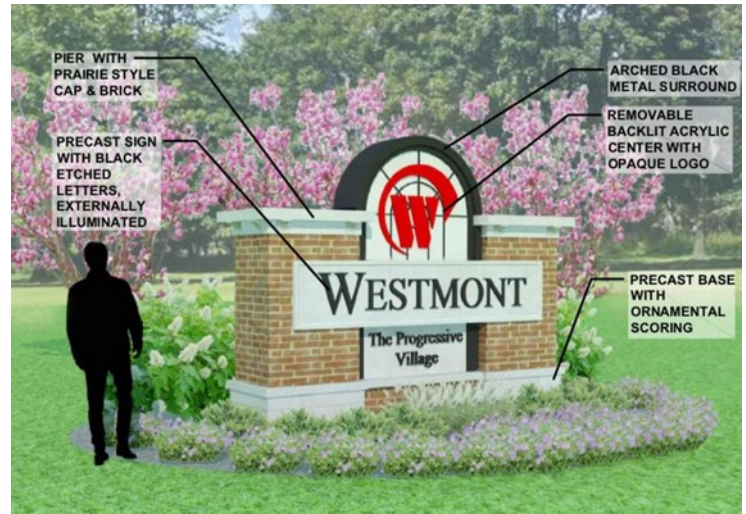 PIER WITH
PRAIRIE STYLE
CAP & BRICK
PRECAST SIGN
WITH BLACK
ETCHED
LETTERS,
EXTERNALLY
ILLUMINATED
ARCHED BLACK
METAL SURROUND
REMOVABLE
BACKLIT ACRYLIC
CENTER WITH
OPAQUE LOGO
W
WESTMONT
The Progressive
Village
PRECAST BASE
WITH
ORNAMENTAL
SCORING